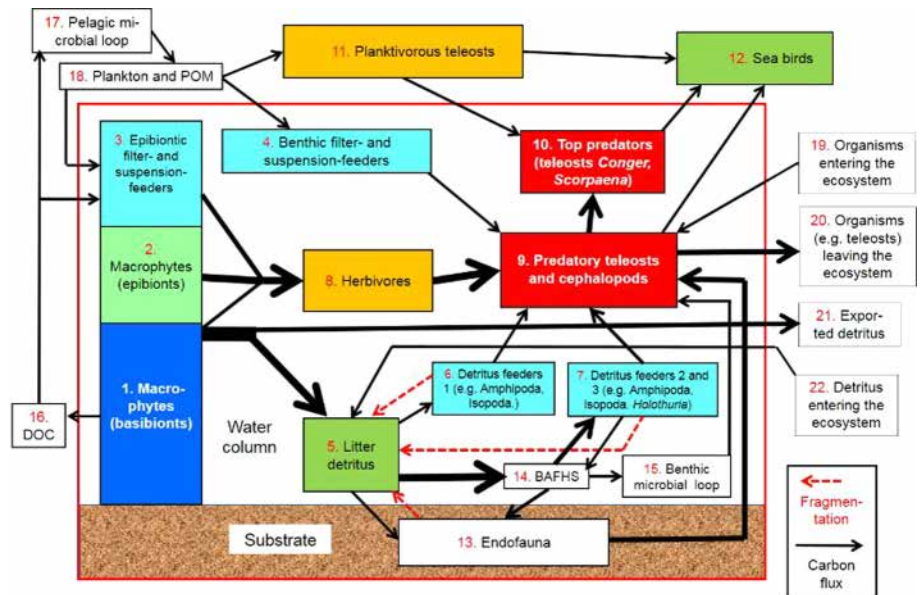 17. Pelagic mi-
crobial loop
18. Plankton and POM
11. Planktivorous teleosts
12. Sea birds
3. Epibiontic
filter- and
suspension-
feeders
4. Benthic filter- and
suspension-feeders
10. Top predators
(teleosts Conger,
Scorpaena)
19. Organisms
entering the
ecosystem
2.
Macrophytes
(epibionts)
8. Herbivores
9. Predatory teleosts
and cephalopods
20. Organisms
(e.g. teleosts)
leaving the
ecosystem
21. Expor-
ted detritus
1. Macro-
phytes
(basibionts)
6.
Detritus feeders
1 (e.g. Amphipoda,
Isopoda.)
7.
Detritus feeders 2 and
3 (e.g. Amphipoda,
Isopoda, Holothuria)
22. Detritus
entering the
ecosystem
16.
DOC
Water
column
5. Litter
detritus
14. BAFHS
15. Benthic
microbial loop
Substrate
13. Endofauna
Fragmen-
tation
Carbon
flux